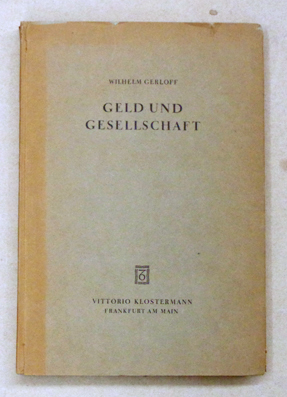 WILHELM GERLOFF
GELD UND
GESELLSCHAFT
VITTORIO KLOSTERMANN
FRANKFURT AM MAIN